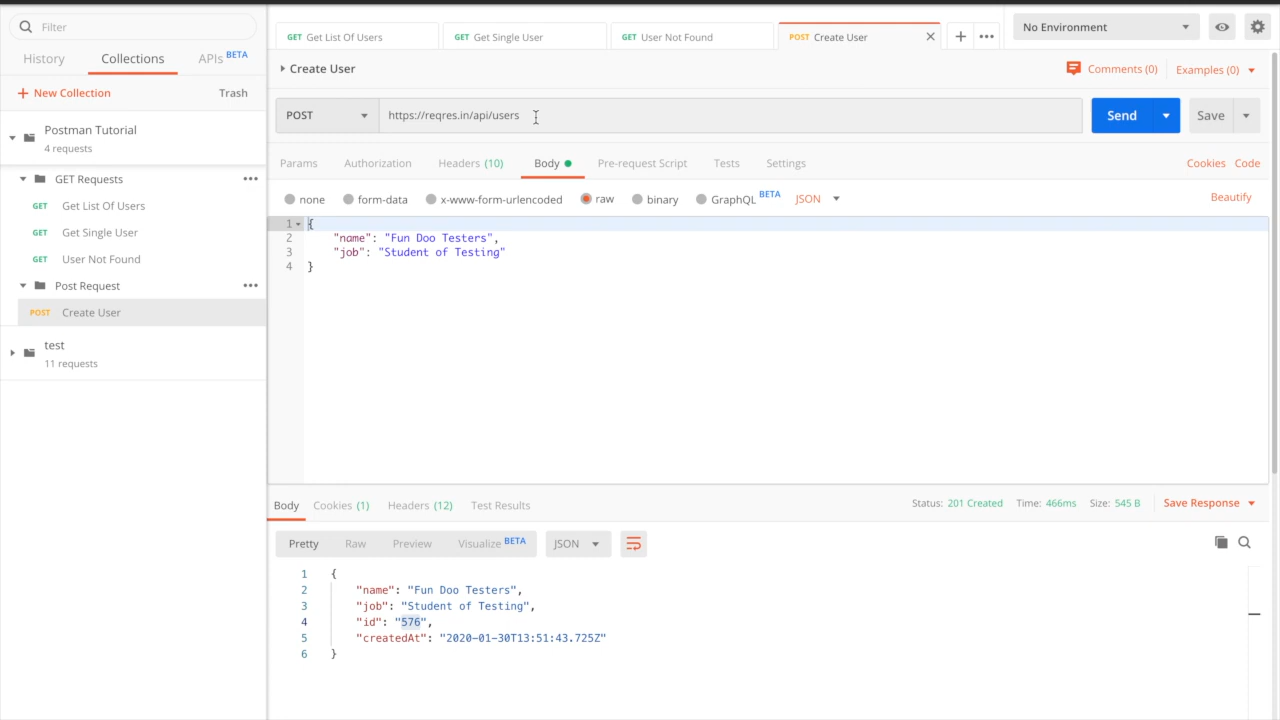 Filter
History Collections APIs BETA
+ New Collection Trash
Postman Tutorial
4 requests
GET Requests •••
GET Get List Of Users
GET Get Single User
GET User Not Found
Post Request •••
POST Create User
test
11 requests
GET Get List Of Users GET Get Single User GET User Not Found POST Create User × + ••• No Environment
Create User Comments (0) Examples (0)
POST https://reqres.in/api/users Send Save
Params Authorization Headers (10) Body Pre-request Script Tests Settings Cookies Code
none form-data x-www-form-urlencoded raw binary GraphQL BETA JSON Beautify
1 {
2 "name": "Fun Doo Testers",
3 "job": "Student of Testing"
4 }
Body Cookies (1) Headers (12) Test Results Status: 201 Created Time: 466ms Size: 545 B Save Response
Pretty Raw Preview Visualize BETA JSON
1 {
2 "name": "Fun Doo Testers",
3 "job": "Student of Testing",
4 "id": "576",
5 "createdAt": "2020-01-30T13:51:43.725Z"
6 }